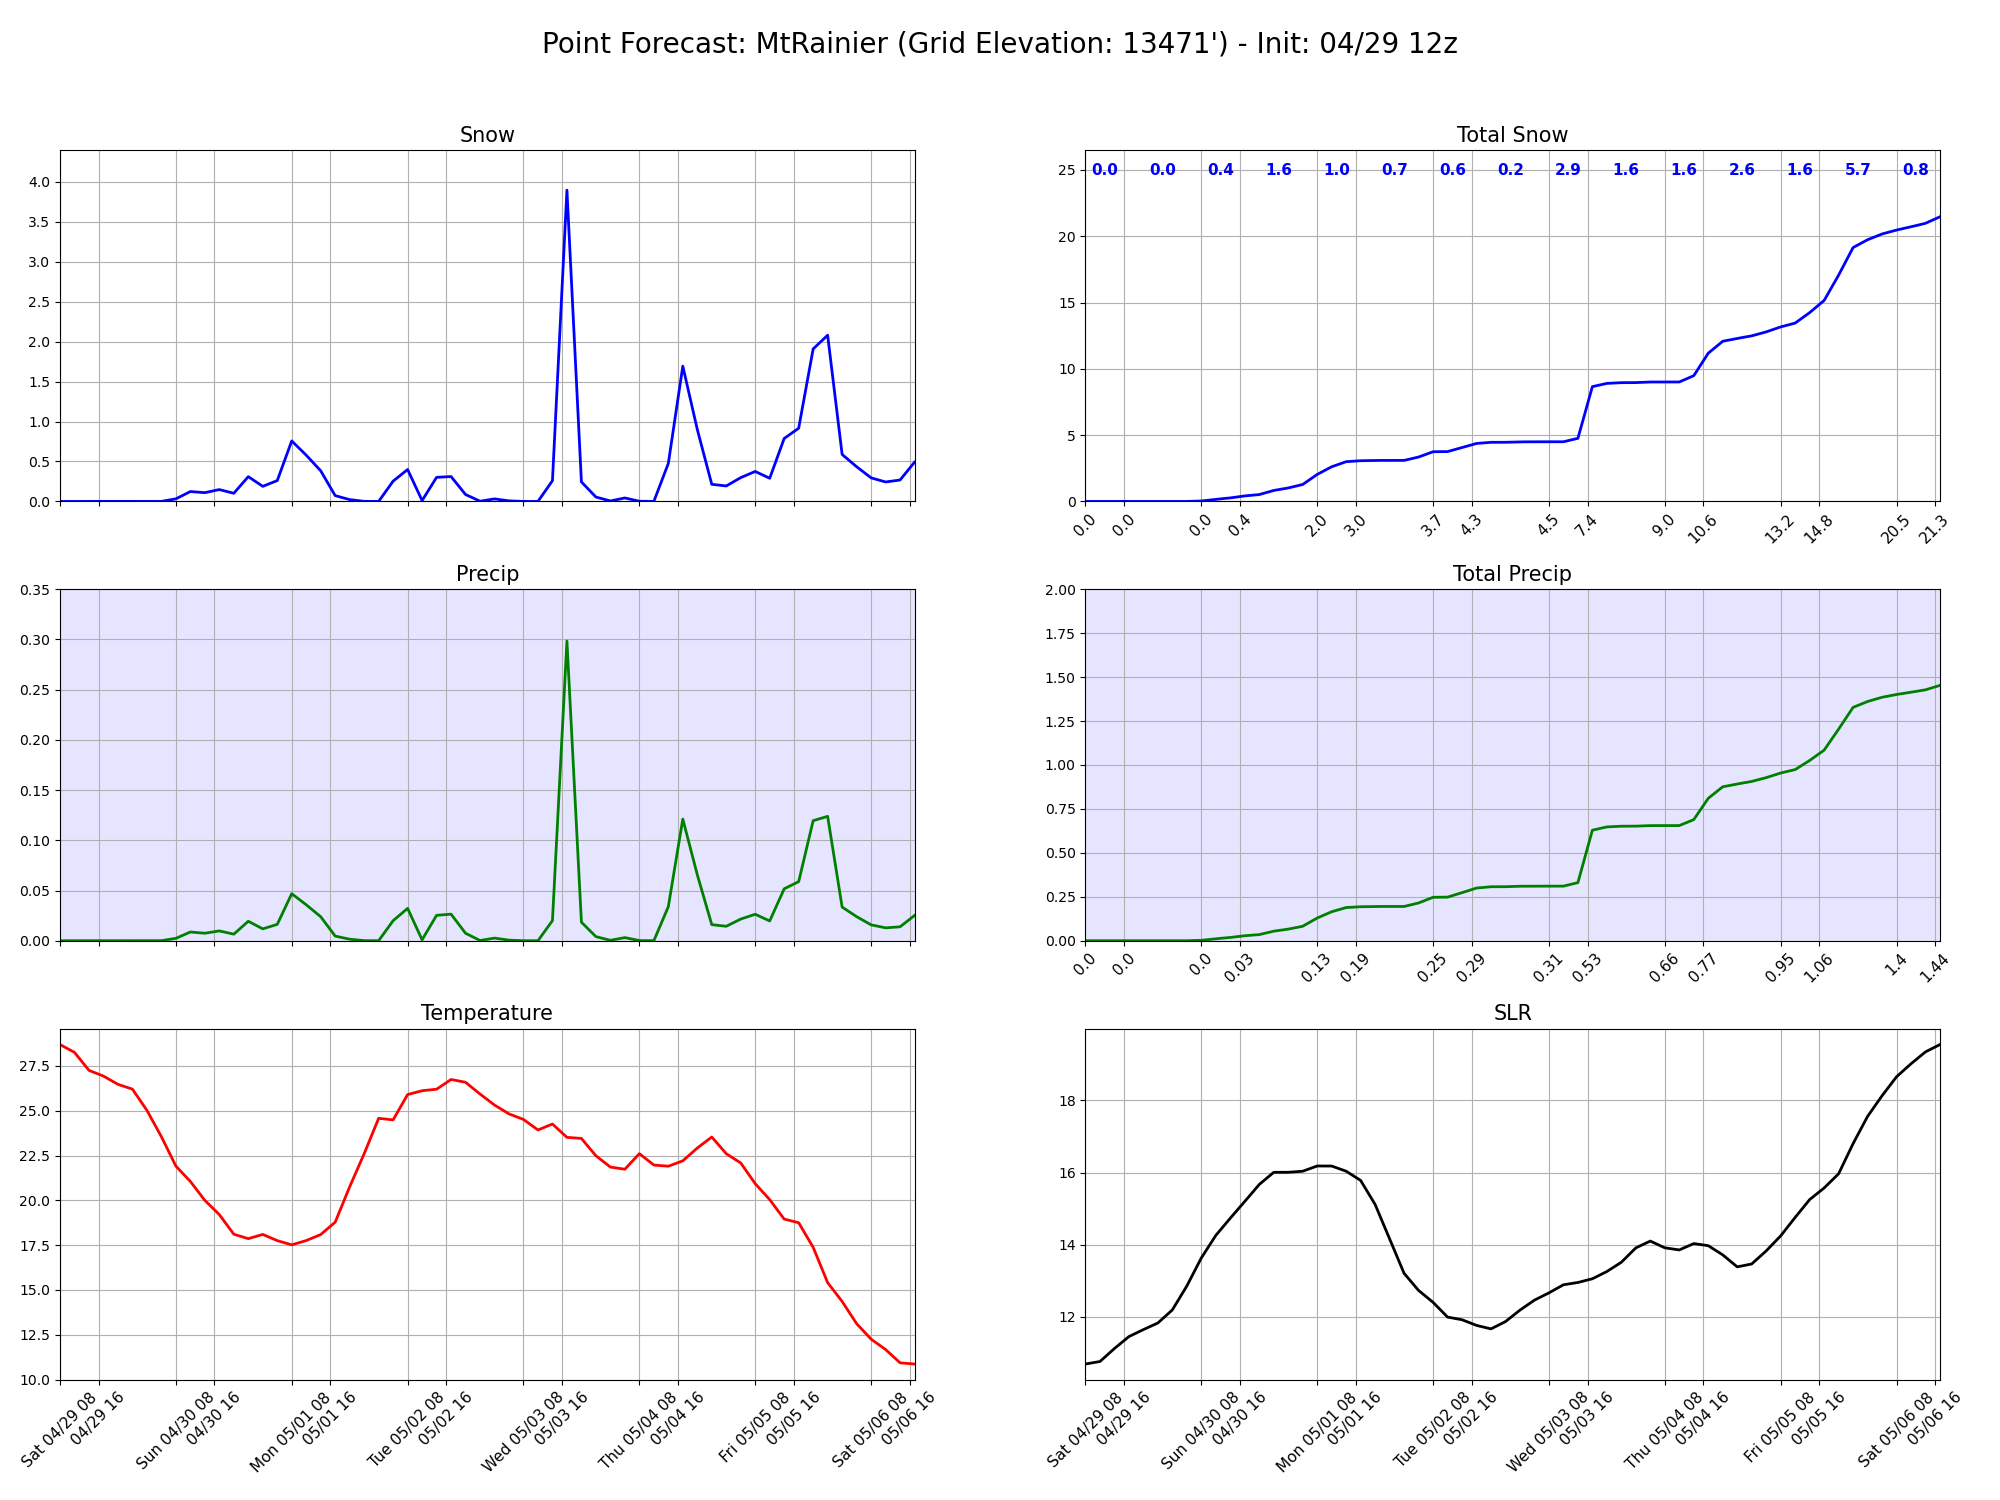 Point Forecast: MtRainier (Grid Elevation: 13471') - Init: 04/29 12z
Snow
4.0
3.5
3.0
2.5
2.0
1.5
1.0
0.5
0.0
Total Snow
0.0 0.0 0.4 1.6 1.0 0.7 0.6 0.2 2.9 1.6 1.6 2.6 1.6 5.7 0.8
25
20
15
10
5
0
0.0 0.0 0.0 0.4 2.0 3.0 3.7 4.3 4.5 7.4 9.0 10.6 13.2 14.8 20.5 21.3
Precip
0.35
0.30
0.25
0.20
0.15
0.10
0.05
0.00
Total Precip
2.00
1.75
1.50
1.25
1.00
0.75
0.50
0.25
0.00
0.0 0.0 0.0 0.03 0.13 0.19 0.25 0.29 0.31 0.53 0.66 0.77 0.95 1.06 1.4 1.44
Temperature
27.5
25.0
22.5
20.0
17.5
15.0
12.5
10.0
Sat 04/29 08
04/29 16
Sun 04/30 08
04/30 16
Mon 05/01 08
05/01 16
Tue 05/02 08
05/02 16
Wed 05/03 08
05/03 16
Thu 05/04 08
05/04 16
Fri 05/05 08
05/05 16
Sat 05/06 08
05/06 16
SLR
18
16
14
12
Sat 04/29 08
04/29 16
Sun 04/30 08
04/30 16
Mon 05/01 08
05/01 16
Tue 05/02 08
05/02 16
Wed 05/03 08
05/03 16
Thu 05/04 08
05/04 16
Fri 05/05 08
05/05 16
Sat 05/06 08
05/06 16